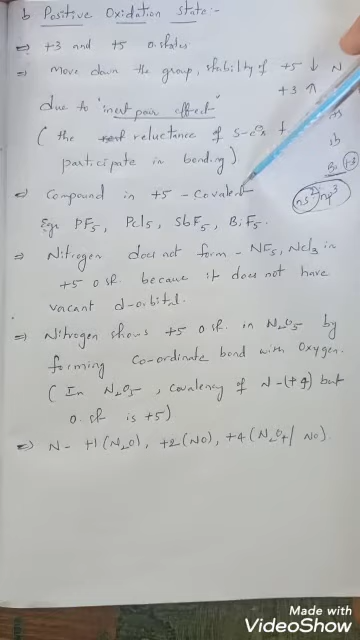 b Positive Oxidation state :-
⇒ +3 and +5 o.states
⇒ Move down the group, stability of +5 ↓ N
+3 ↑
due to "inert pair effect"
(the reluctance of s-e⁻s t
participate in bonding)
sb
Bi +3
ns² np³
⇒ Compound in +5 - Covalent
Eg: PF5, PCl5, SbF5, BiF5.
⇒ Nitrogen does not form - NF5, NCl5 in
+5 o.st. because it does not have
vacant d-orbital.
⇒ Nitrogen shows +5 o.st. in N2O5 by
forming co-ordinate bond with oxygen.
(In N2O5, covalency of N-(+4) but
o.st is +5)
⇒ N - +1 (N2O), +2 (NO), +4 (N2O4/ NO).
Made with
VideoShow